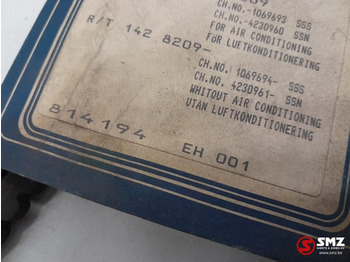 8209
CH.NO.-1069693 SSS
CH.NO.-4230960 SSN
FOR AIR CONDITIONING
FÖR LUFTKONDITIONERING
R/T 142 8209-
CH.NO.- 1069694- SSS
CH.NO. 4230961- SSN
WHITOUT AIR CONDITIONING
UTAN LUFTKONDITIONERING
814194 EH 001
SMZ